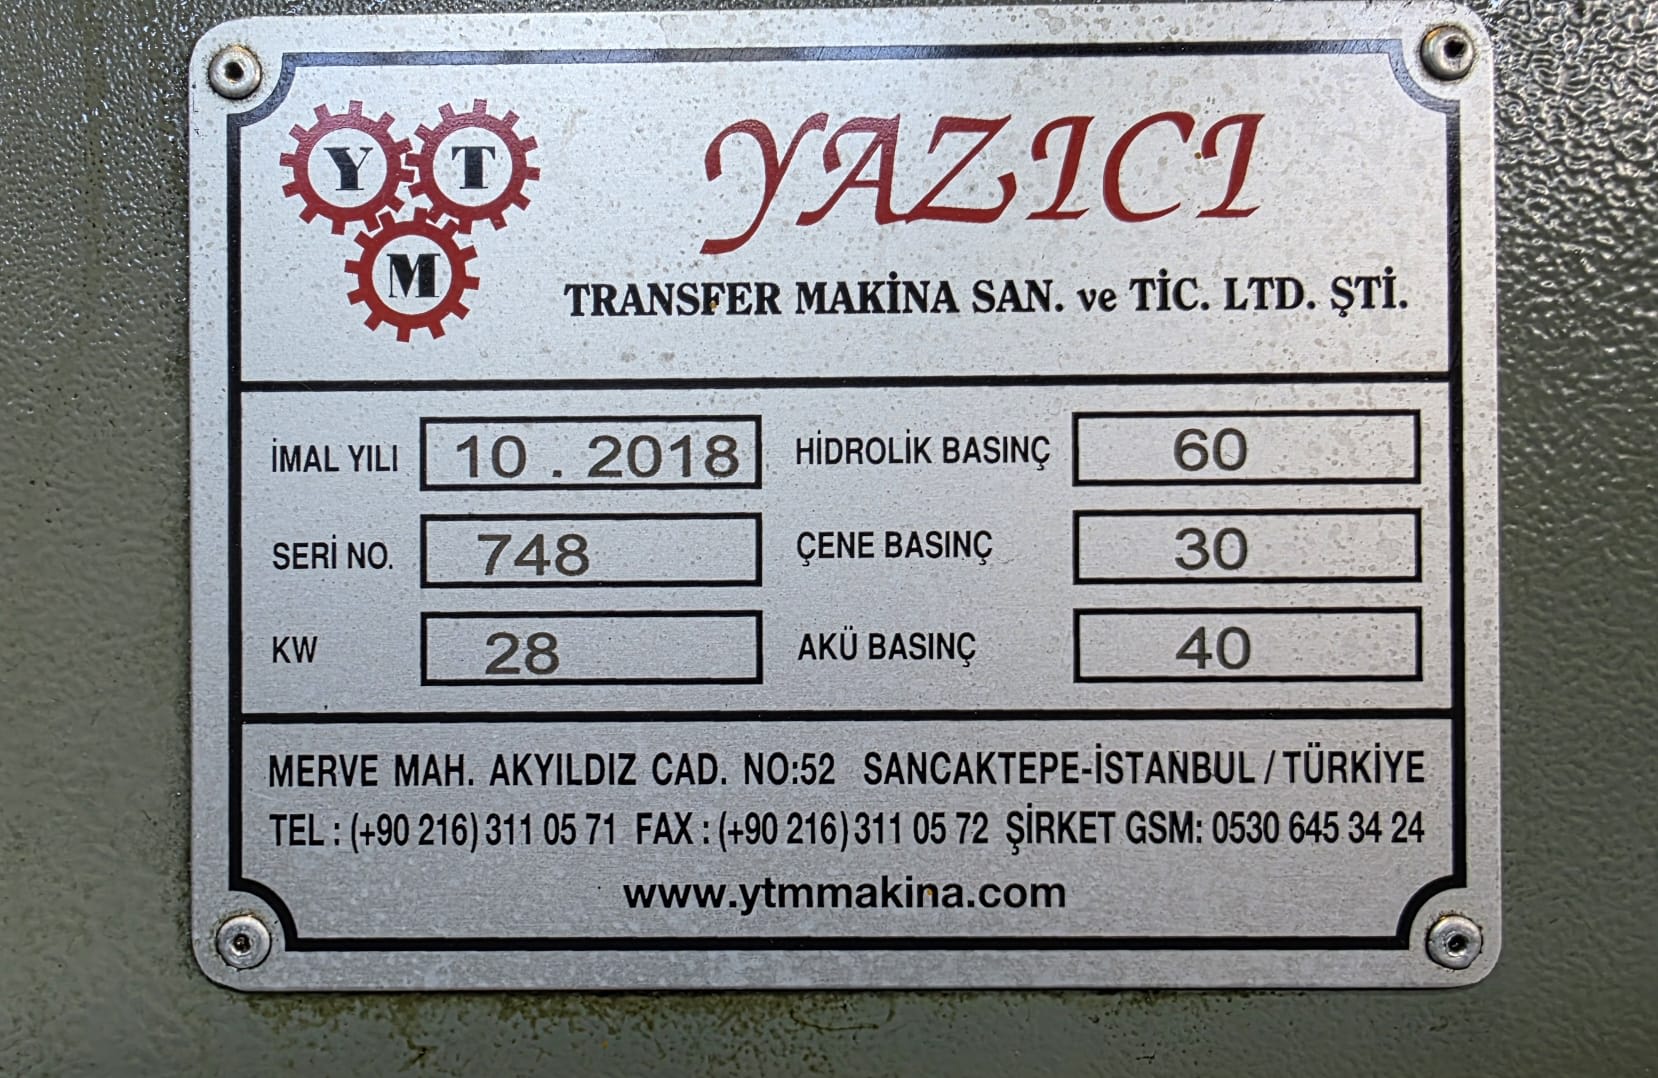 Y T
M
YAZICI
TRANSFER MAKİNA SAN. ve TİC. LTD. ŞTİ.
İMAL YILI 10 . 2018 HİDROLİK BASINÇ 60
SERİ NO. 748 ÇENE BASINÇ 30
KW 28 AKÜ BASINÇ 40
MERVE MAH. AKYILDIZ CAD. NO:52 SANCAKTEPE-İSTANBUL / TÜRKİYE
TEL : (+90 216) 311 05 71 FAX : (+90 216) 311 05 72 ŞİRKET GSM: 0530 645 34 24
www.ytmmakina.com